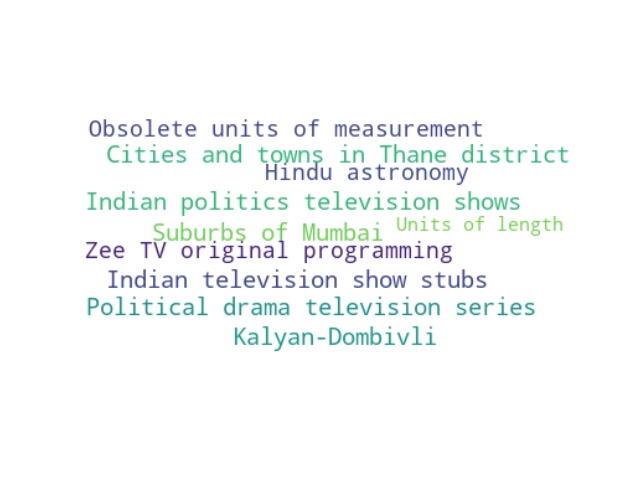 Obsolete units of measurement
Cities and towns in Thane district
Hindu astronomy
Indian politics television shows
Units of length
Suburbs of Mumbai
Zee TV original programming
Indian television show stubs
Political drama television series
Kalyan-Dombivli